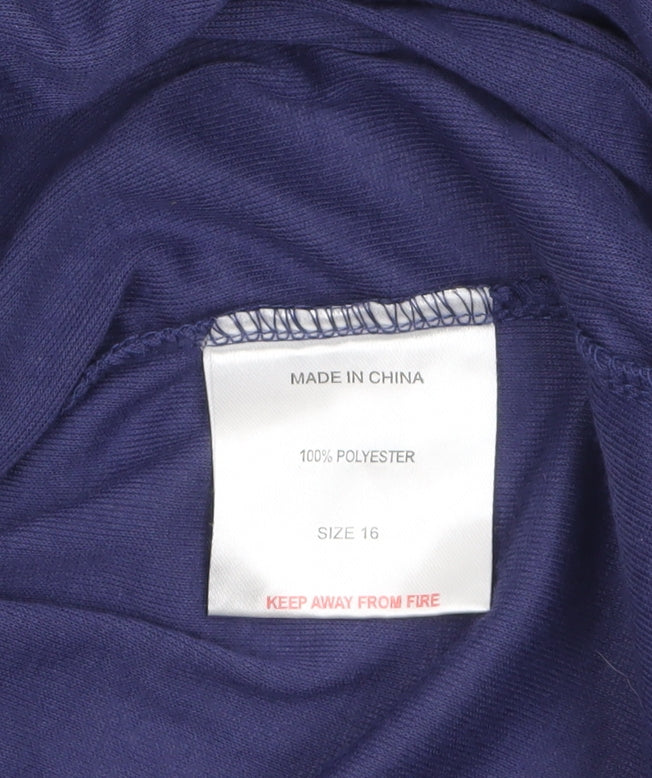 MADE IN CHINA
100% POLYESTER
SIZE 16
KEEP AWAY FROM FIRE